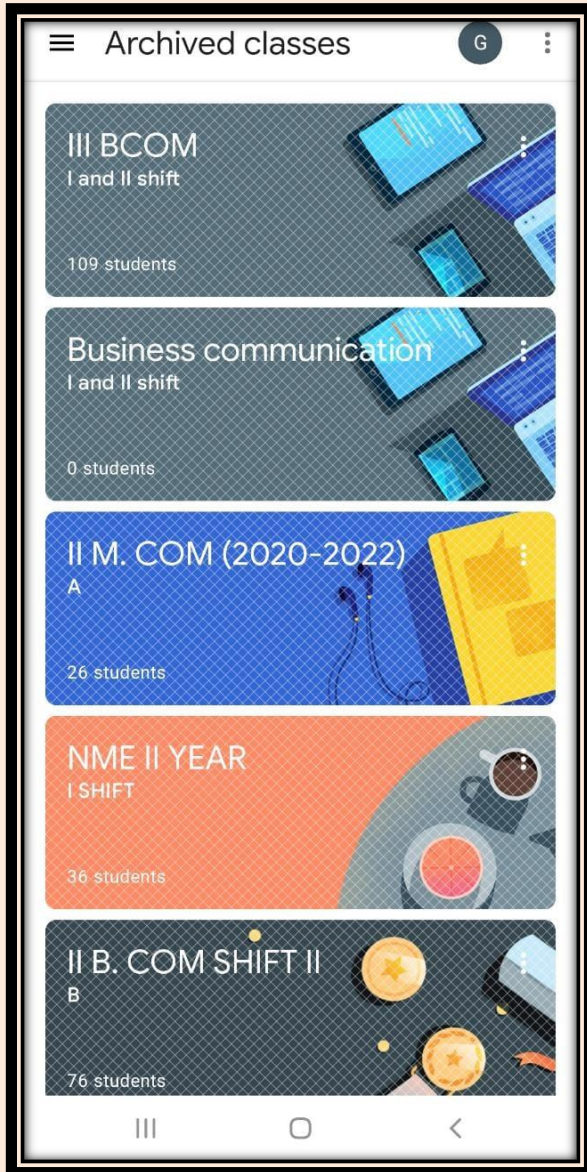 Archived classes
G
III BCOM
I and II shift
109 students
Business communication
I and II shift
0 students
II M. COM (2020-2022)
A
26 students
NME II YEAR
I SHIFT
36 students
II B. COM SHIFT II
B
76 students